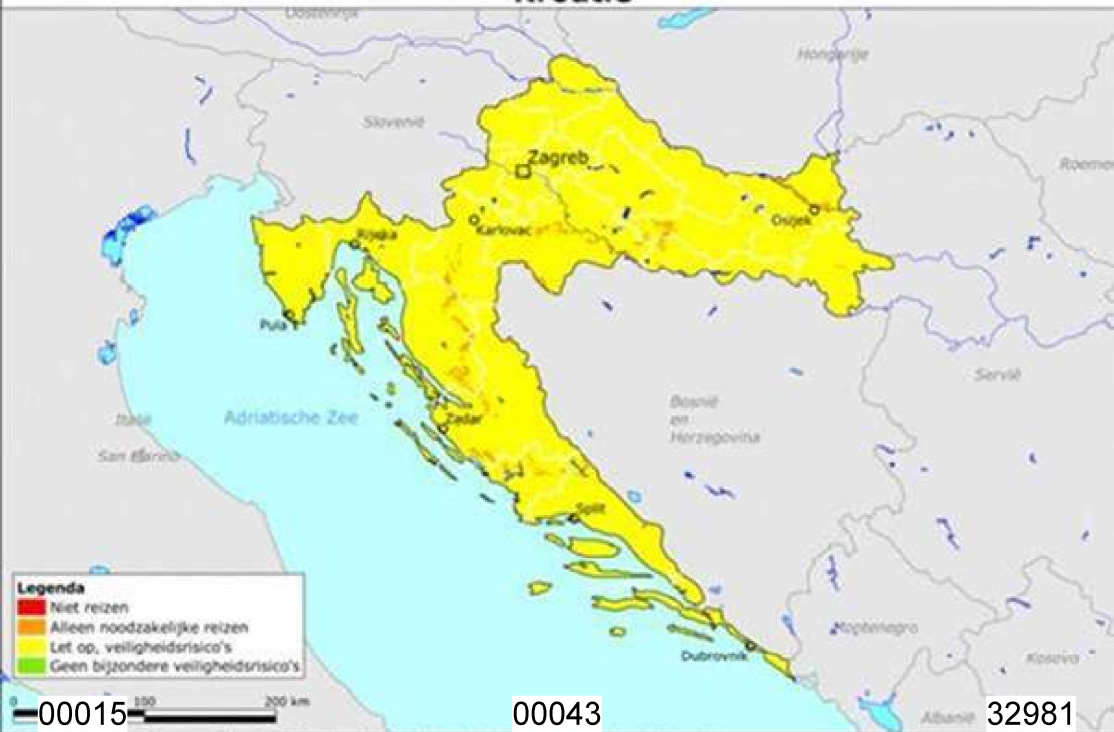 Kroatië
Oostenrijk
Hongarije
Slovenië
Zagreb
Roemen
Rijeka
Karlovac
Osijek
Pula
Servië
Bosnië
en
Herzegovina
Italië
Adriatische Zee
Zadar
San Marino
Split
Legenda
Niet reizen
Alleen noodzakelijke reizen
Let op, veiligheidsrisico's
Geen bijzondere veiligheidsrisico's
Montenegro
Dubrovnik
Kosovo
0 100 200 km
Albanië
00015 00043 32981